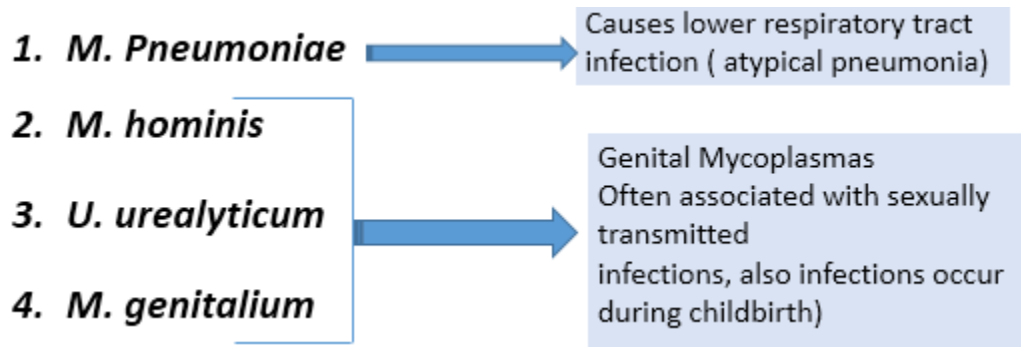 1. M. Pneumoniae
Causes lower respiratory tract
infection ( atypical pneumonia)
2. M. hominis
3. U. urealyticum
4. M. genitalium
Genital Mycoplasmas
Often associated with sexually
transmitted
infections, also infections occur
during childbirth)